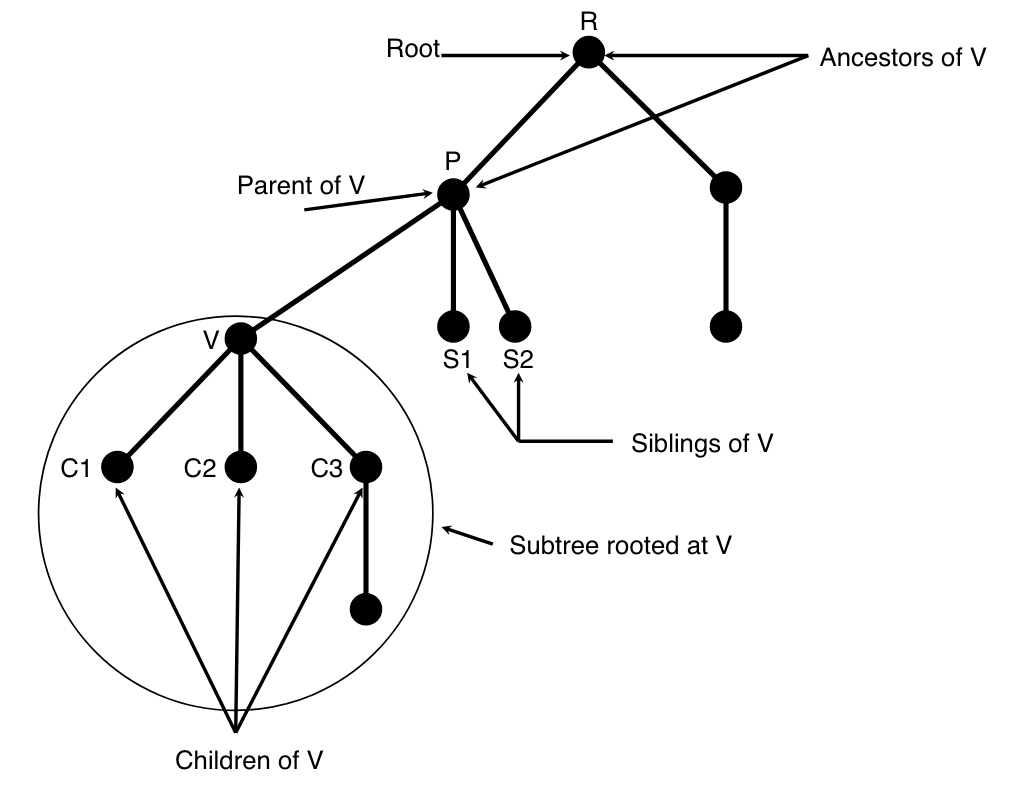 R
Root
Ancestors of V
P
Parent of V
V
S1
S2
Siblings of V
C1
C2
C3
Subtree rooted at V
Children of V